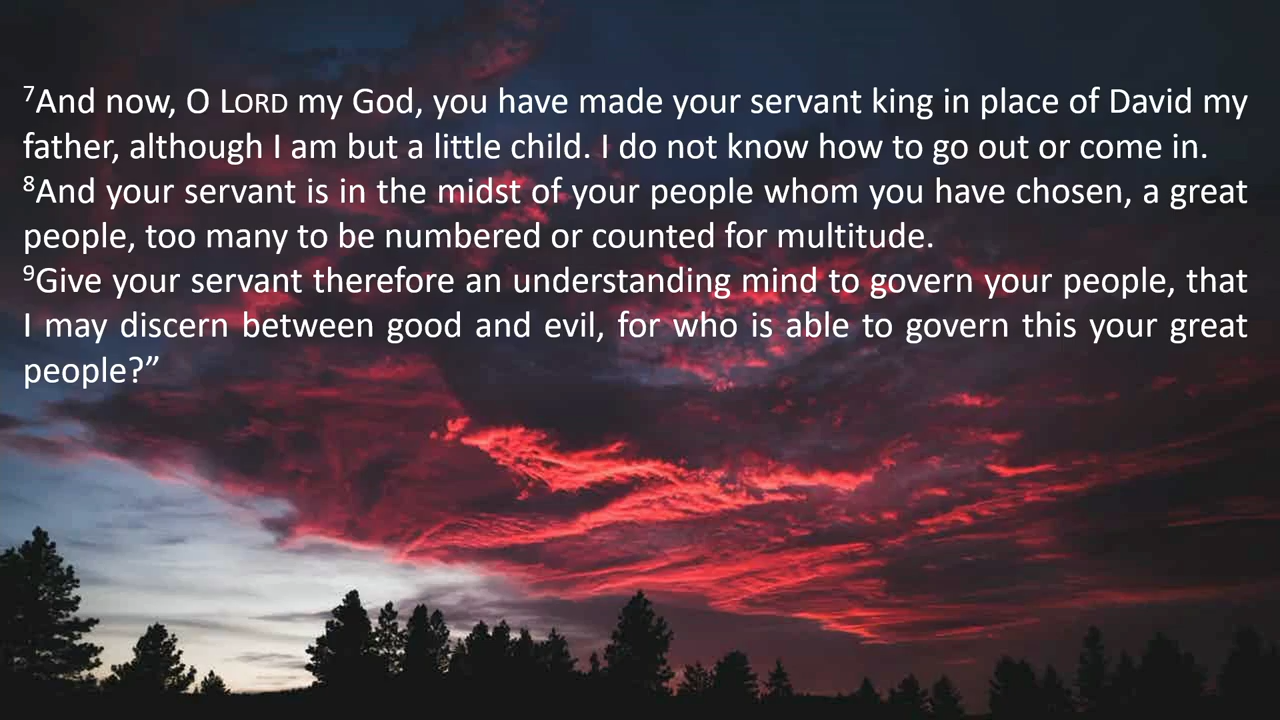 ⁷And now, O LORD my God, you have made your servant king in place of David my
father, although I am but a little child. I do not know how to go out or come in.
⁸And your servant is in the midst of your people whom you have chosen, a great
people, too many to be numbered or counted for multitude.
⁹Give your servant therefore an understanding mind to govern your people, that
I may discern between good and evil, for who is able to govern this your great
people?”